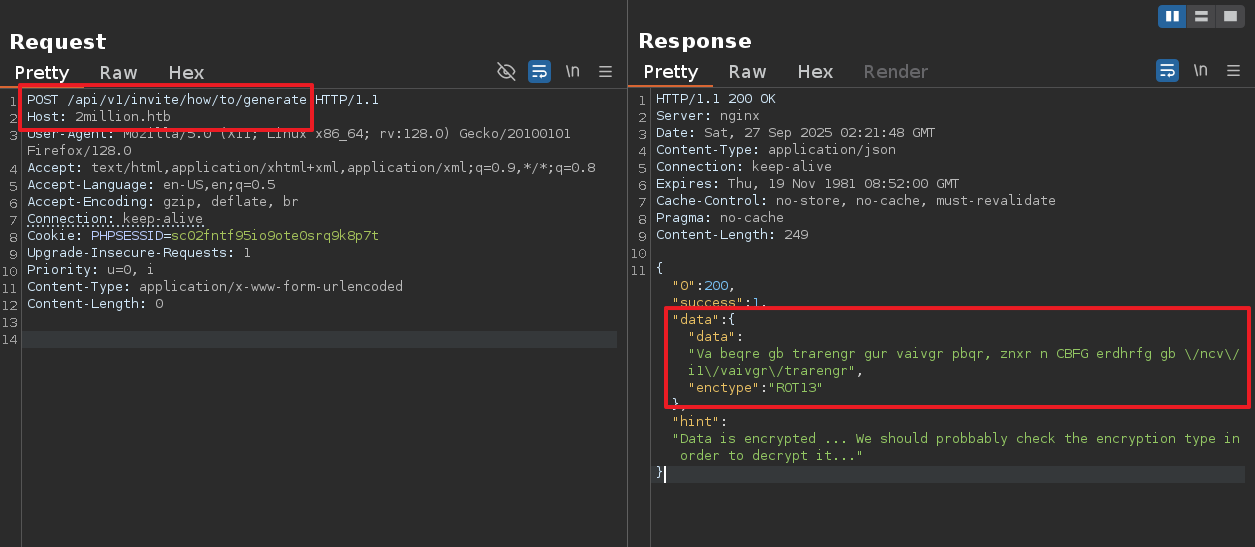 Request
Pretty Raw Hex \n
1 POST /api/v1/invite/how/to/generate HTTP/1.1
2 Host: 2million.htb
3 User-Agent: Mozilla/5.0 (X11; Linux x86_64; rv:128.0) Gecko/20100101
Firefox/128.0
4 Accept: text/html,application/xhtml+xml,application/xml;q=0.9,*/*;q=0.8
5 Accept-Language: en-US,en;q=0.5
6 Accept-Encoding: gzip, deflate, br
7 Connection: keep-alive
8 Cookie: PHPSESSID=sc02fntf95io9ote0srq9k8p7t
9 Upgrade-Insecure-Requests: 1
10 Priority: u=0, i
11 Content-Type: application/x-www-form-urlencoded
12 Content-Length: 0
13
14
Response
Pretty Raw Hex Render \n
1 HTTP/1.1 200 OK
2 Server: nginx
3 Date: Sat, 27 Sep 2025 02:21:48 GMT
4 Content-Type: application/json
5 Connection: keep-alive
6 Expires: Thu, 19 Nov 1981 08:52:00 GMT
7 Cache-Control: no-store, no-cache, must-revalidate
8 Pragma: no-cache
9 Content-Length: 249
10
11 {
"0":200,
"success":1,
"data":{
"data":
"Va beqre gb trarengr gur vaivgr pbqr, znxr n CBFG erdhrfg gb \/ncv\/
i1\/vaivgr\/trarengr",
"enctype":"ROT13"
},
"hint":
"Data is encrypted ... We should probbably check the encryption type in
order to decrypt it..."
}